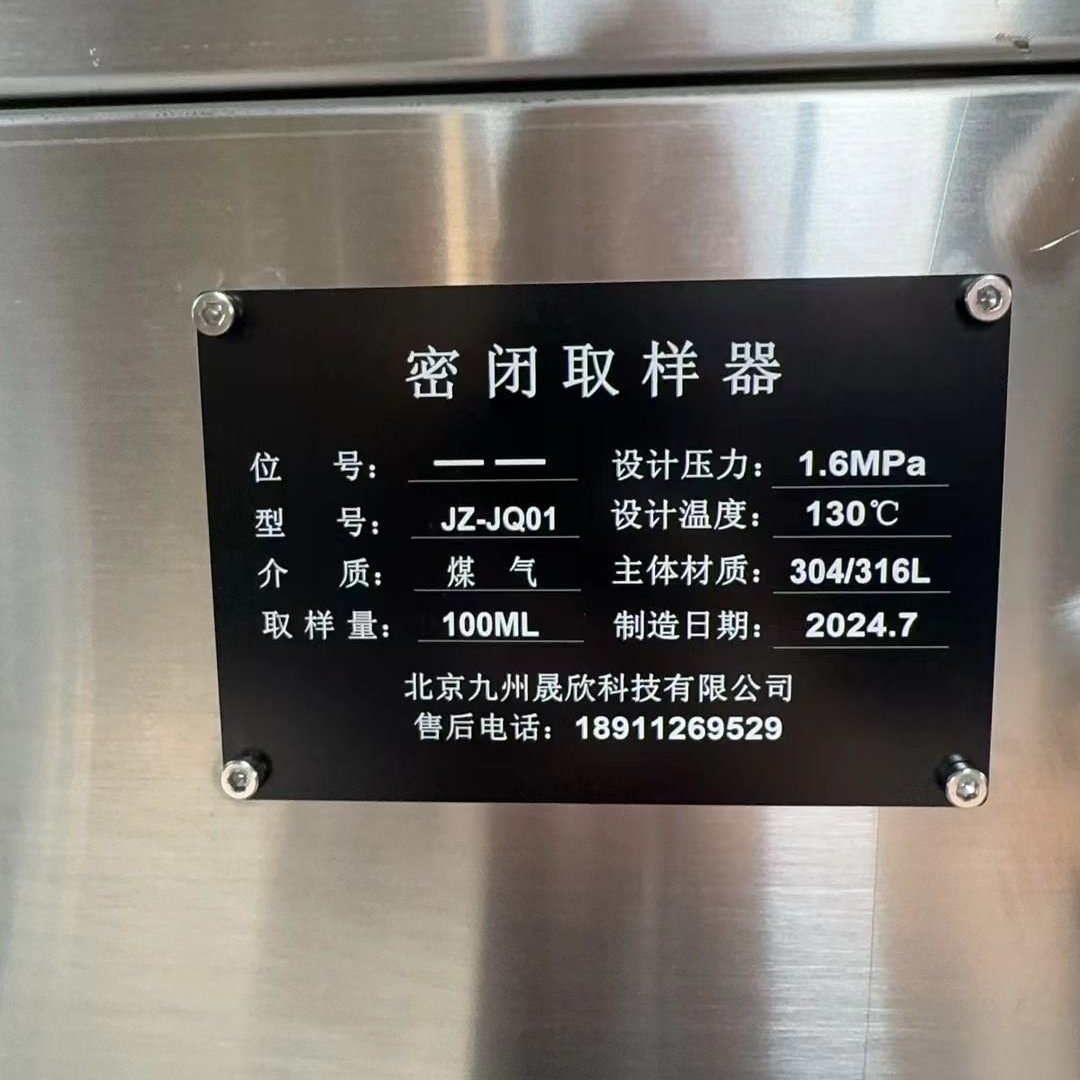 密闭取样器
位 号： —— 设计压力： 1.6MPa
型 号： JZ-JQ01 设计温度： 130℃
介 质： 煤 气 主体材质： 304/316L
取样量： 100ML 制造日期： 2024.7
北京九州晟欣科技有限公司
售后电话：18911269529